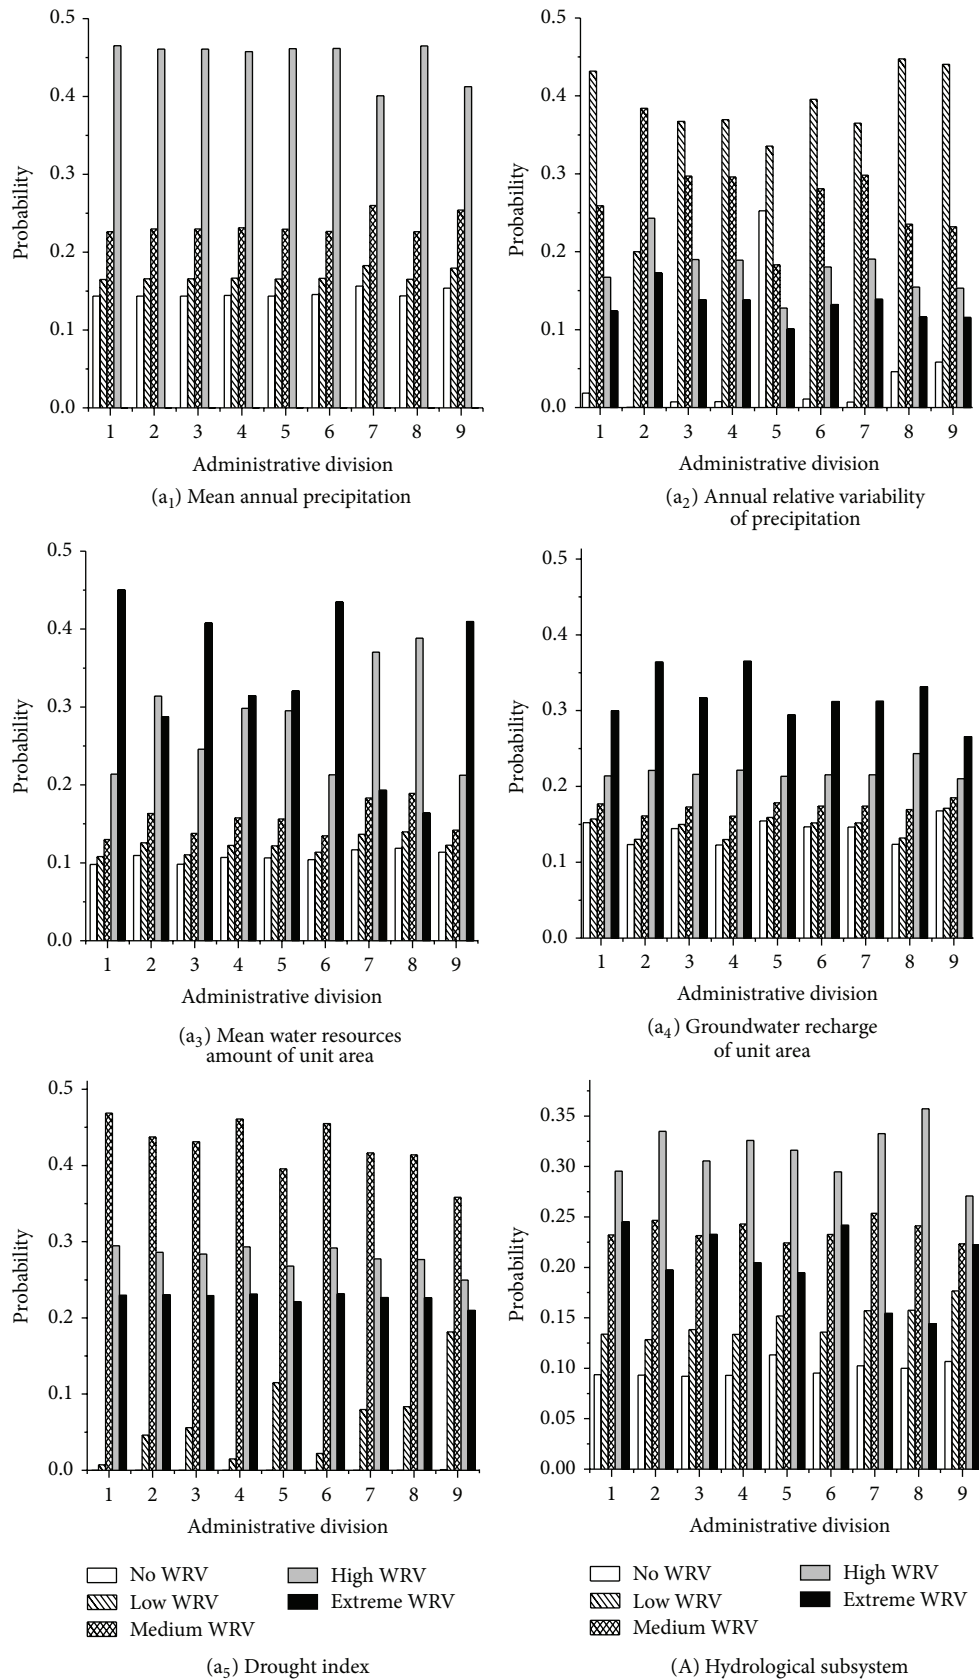 0.5
0.4
0.3
0.2
0.1
0.0
Probability
1 2 3 4 5 6 7 8 9
Administrative division
(a1) Mean annual precipitation
0.5
0.4
0.3
0.2
0.1
0.0
Probability
1 2 3 4 5 6 7 8 9
Administrative division
(a2) Annual relative variability
of precipitation
0.5
0.4
0.3
0.2
0.1
0.0
Probability
1 2 3 4 5 6 7 8 9
Administrative division
(a3) Mean water resources
amount of unit area
0.5
0.4
0.3
0.2
0.1
0.0
Probability
1 2 3 4 5 6 7 8 9
Administrative division
(a4) Groundwater recharge
of unit area
0.5
0.4
0.3
0.2
0.1
0.0
Probability
1 2 3 4 5 6 7 8 9
Administrative division
No WRV
Low WRV
Medium WRV
High WRV
Extreme WRV
(a5) Drought index
0.35
0.30
0.25
0.20
0.15
0.10
0.05
0.00
Probability
1 2 3 4 5 6 7 8 9
Administrative division
No WRV
Low WRV
Medium WRV
High WRV
Extreme WRV
(A) Hydrological subsystem